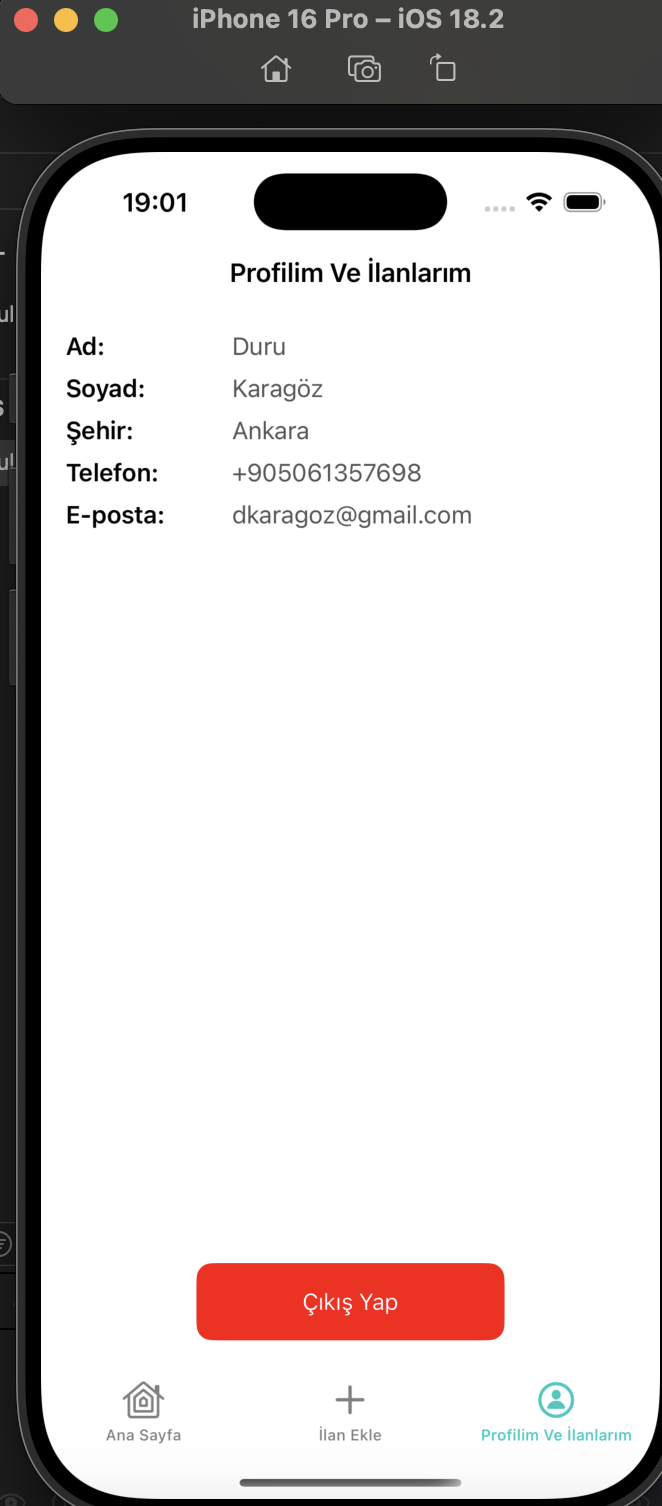 iPhone 16 Pro – iOS 18.2
19:01
Profilim Ve İlanlarım
Ad: Duru
Soyad: Karagöz
Şehir: Ankara
Telefon: +905061357698
E-posta: dkaragoz@gmail.com
Çıkış Yap
Ana Sayfa İlan Ekle Profilim Ve İlanlarım